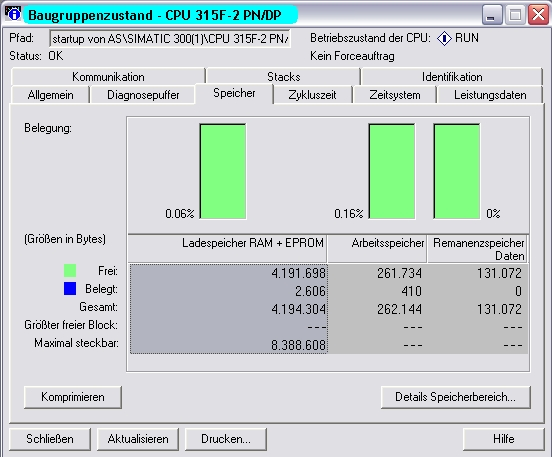 Baugruppenzustand - CPU 315F-2 PN/DP
Pfad: startup von AS\SIMATIC 300(1)\CPU 315F-2 PN/ Betriebszustand der CPU: RUN
Status: OK Kein Forceauftrag
Kommunikation Stacks Identifikation
Allgemein Diagnosepuffer Speicher Zykluszeit Zeitsystem Leistungsdaten
Belegung:
0.06% 0.16% 0%
(Größen in Bytes) Ladespeicher RAM + EPROM Arbeitsspeicher Remanenzspeicher
Daten
Frei: 4.191.698 261.734 131.072
Belegt: 2.606 410 0
Gesamt: 4.194.304 262.144 131.072
Größter freier Block: --- --- ---
Maximal steckbar: 8.388.608 --- ---
Komprimieren Details Speicherbereich...
Schließen Aktualisieren Drucken... Hilfe